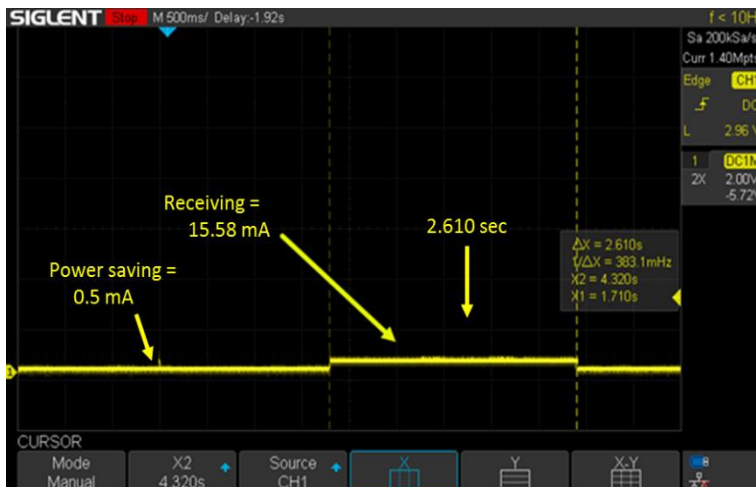 SIGLENT Stop M 500ms/ Delay:-1.92s f < 10H
Sa 200kSa/s
Curr 1.40Mpts
Edge CH1
DC
L 2.96 V
1 DC1M
2X 2.00V
-5.72V
Receiving =
15.58 mA
2.610 sec
Power saving =
0.5 mA
ΔX = 2.610s
1/ΔX = 383.1mHz
X2 = 4.320s
X1 = 1.710s
1
CURSOR
Mode
Manual
X2
4.320s
Source
CH1
X
Y
X-Y